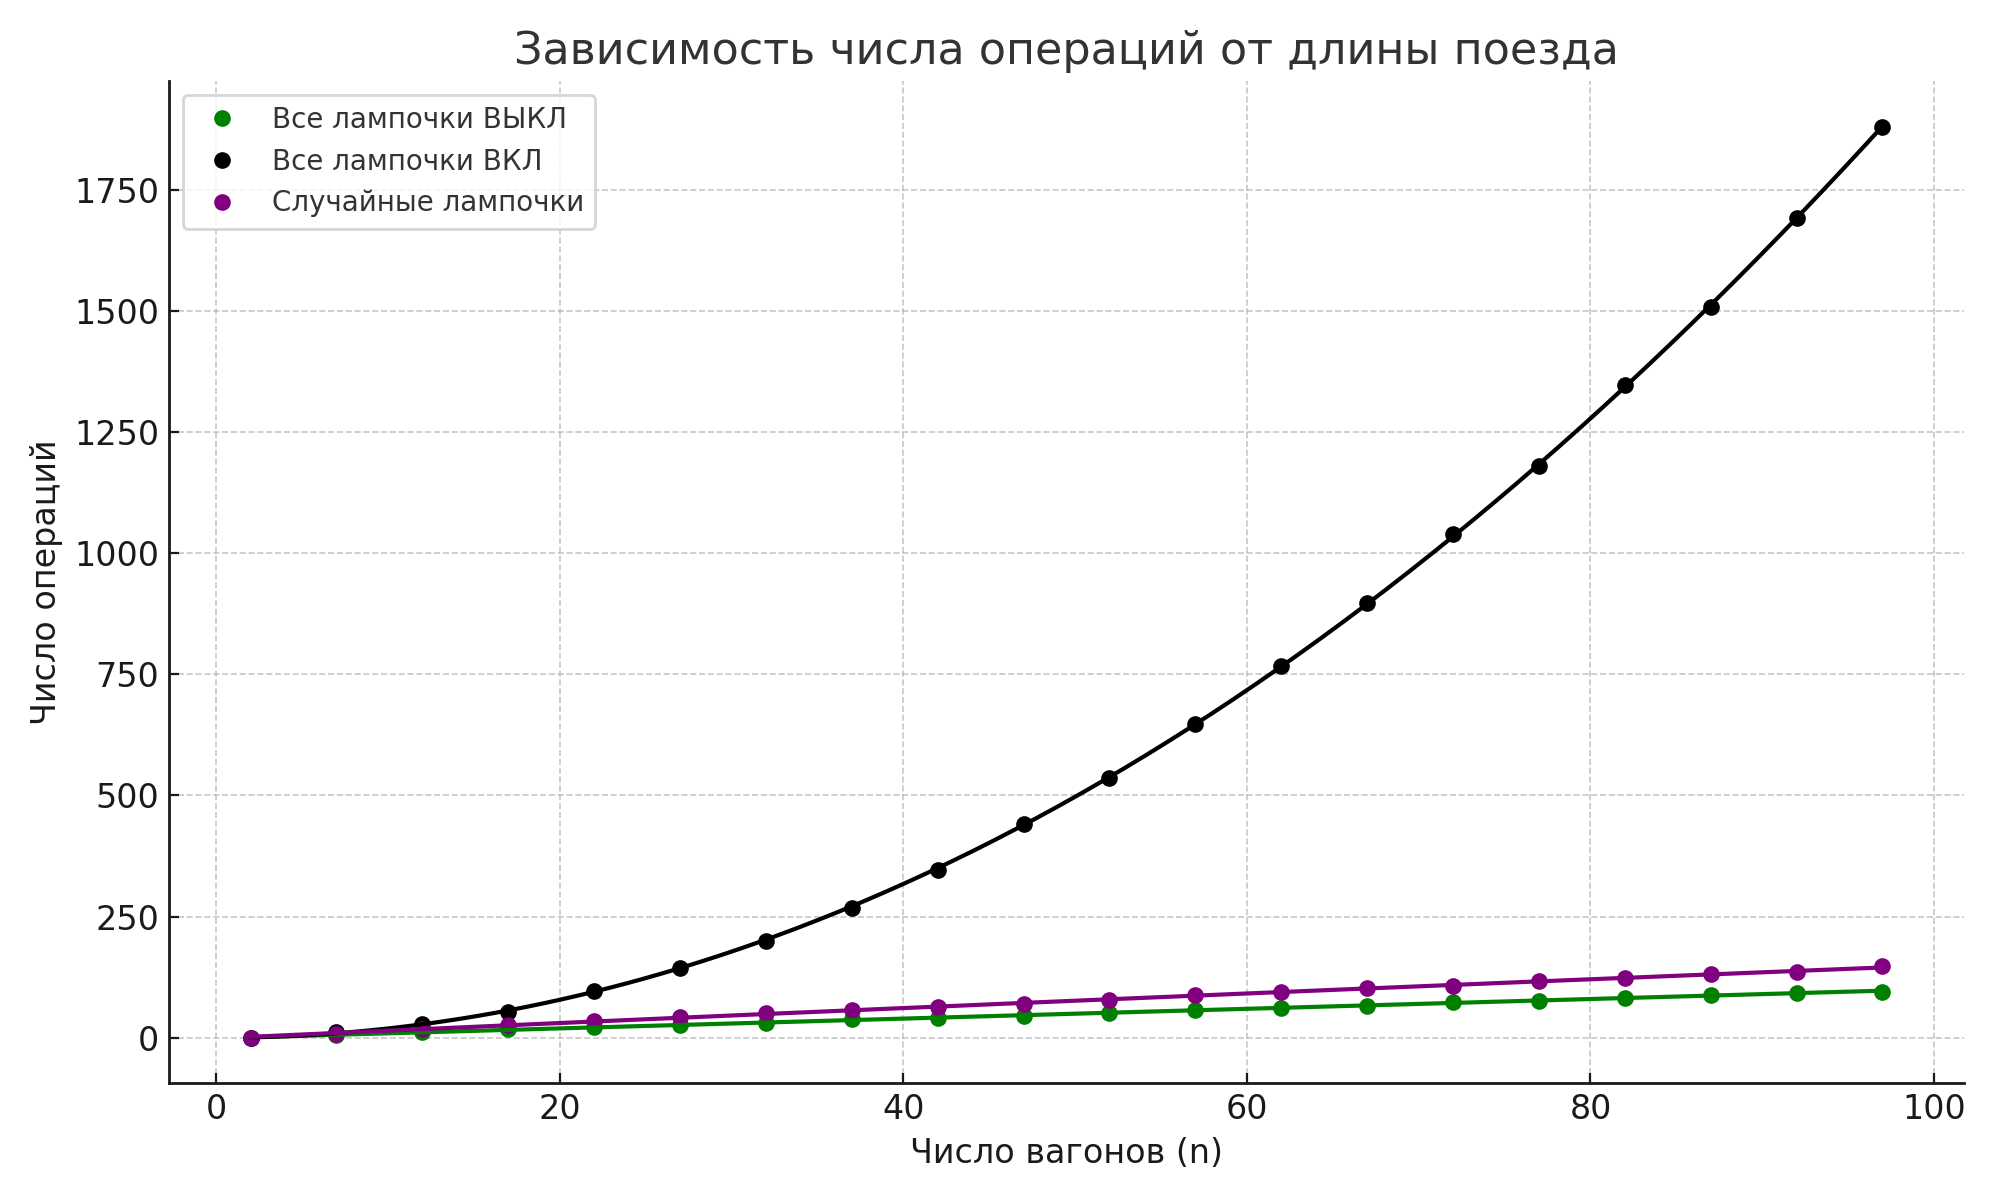 Зависимость числа операций от длины поезда
Все лампочки ВЫКЛ
Все лампочки ВКЛ
Случайные лампочки
Число операций
1750
1500
1250
1000
750
500
250
0
0 20 40 60 80 100
Число вагонов (n)